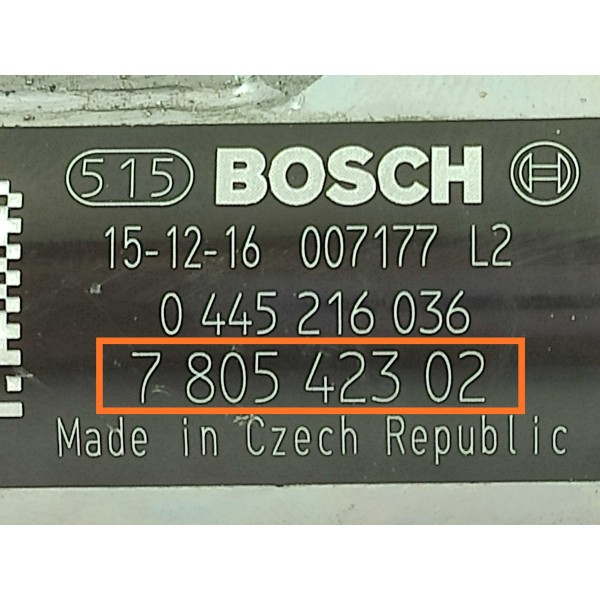 515 BOSCH
15-12-16 007177 L2
0 445 216 036
7 805 423 02
Made in Czech Republic